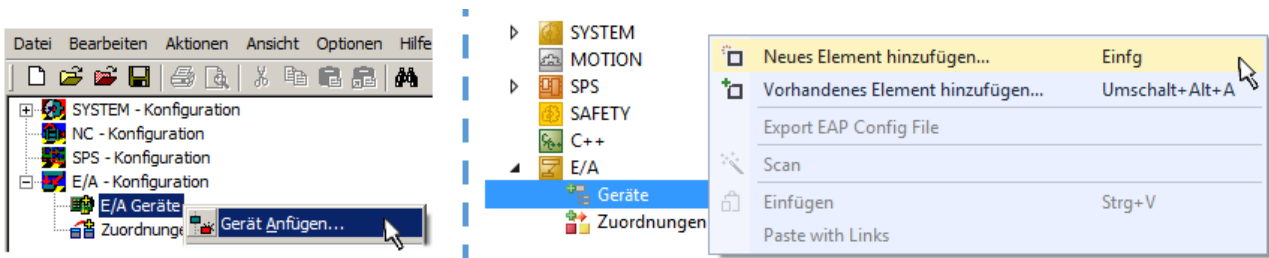 Datei Bearbeiten Aktionen Ansicht Optionen Hilfe
SYSTEM - Konfiguration
NC - Konfiguration
SPS - Konfiguration
E/A - Konfiguration
E/A Geräte
Zuordnunge
Gerät Anfügen...
SYSTEM
MOTION
SPS
SAFETY
C++
E/A
Geräte
Zuordnungen
Neues Element hinzufügen... Einfg
Vorhandenes Element hinzufügen... Umschalt+Alt+A
Export EAP Config File
Scan
Einfügen Strg+V
Paste with Links